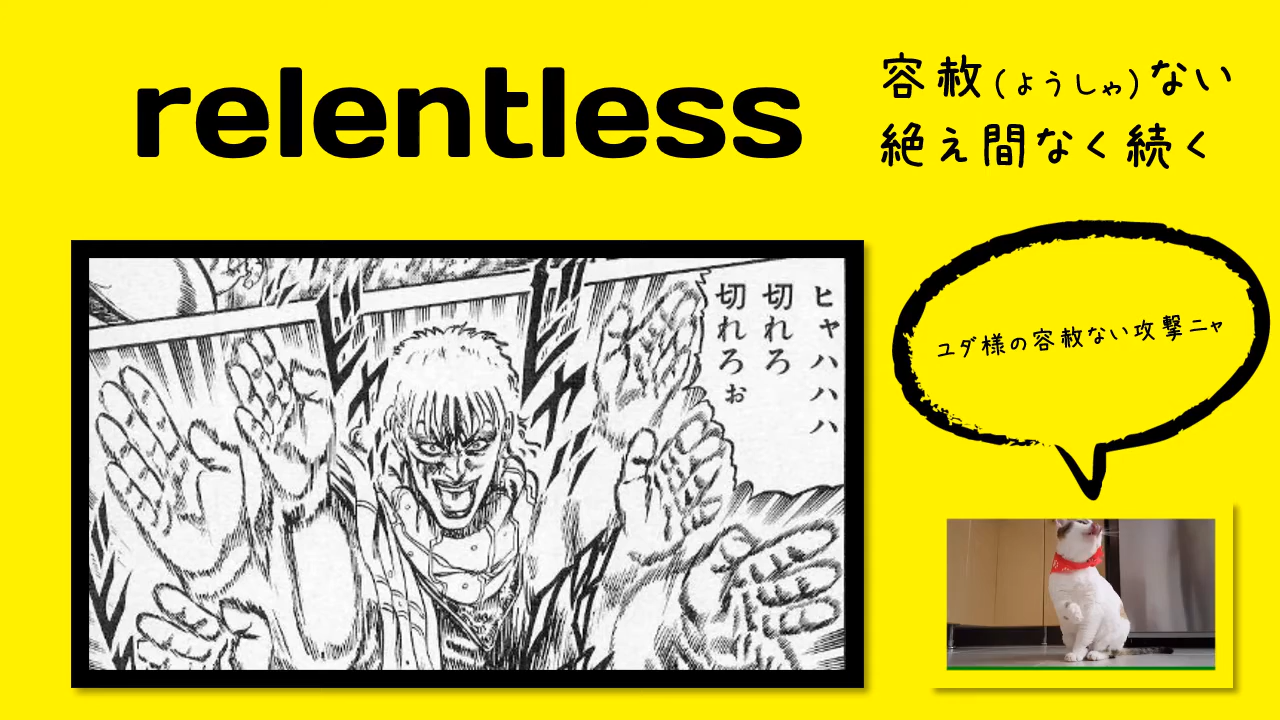 relentless
容赦(ようしゃ)ない
絶え間なく続く
ヒャハハハハ
切れろ
切れろぉ
ユダ様の容赦ない攻撃ニャ